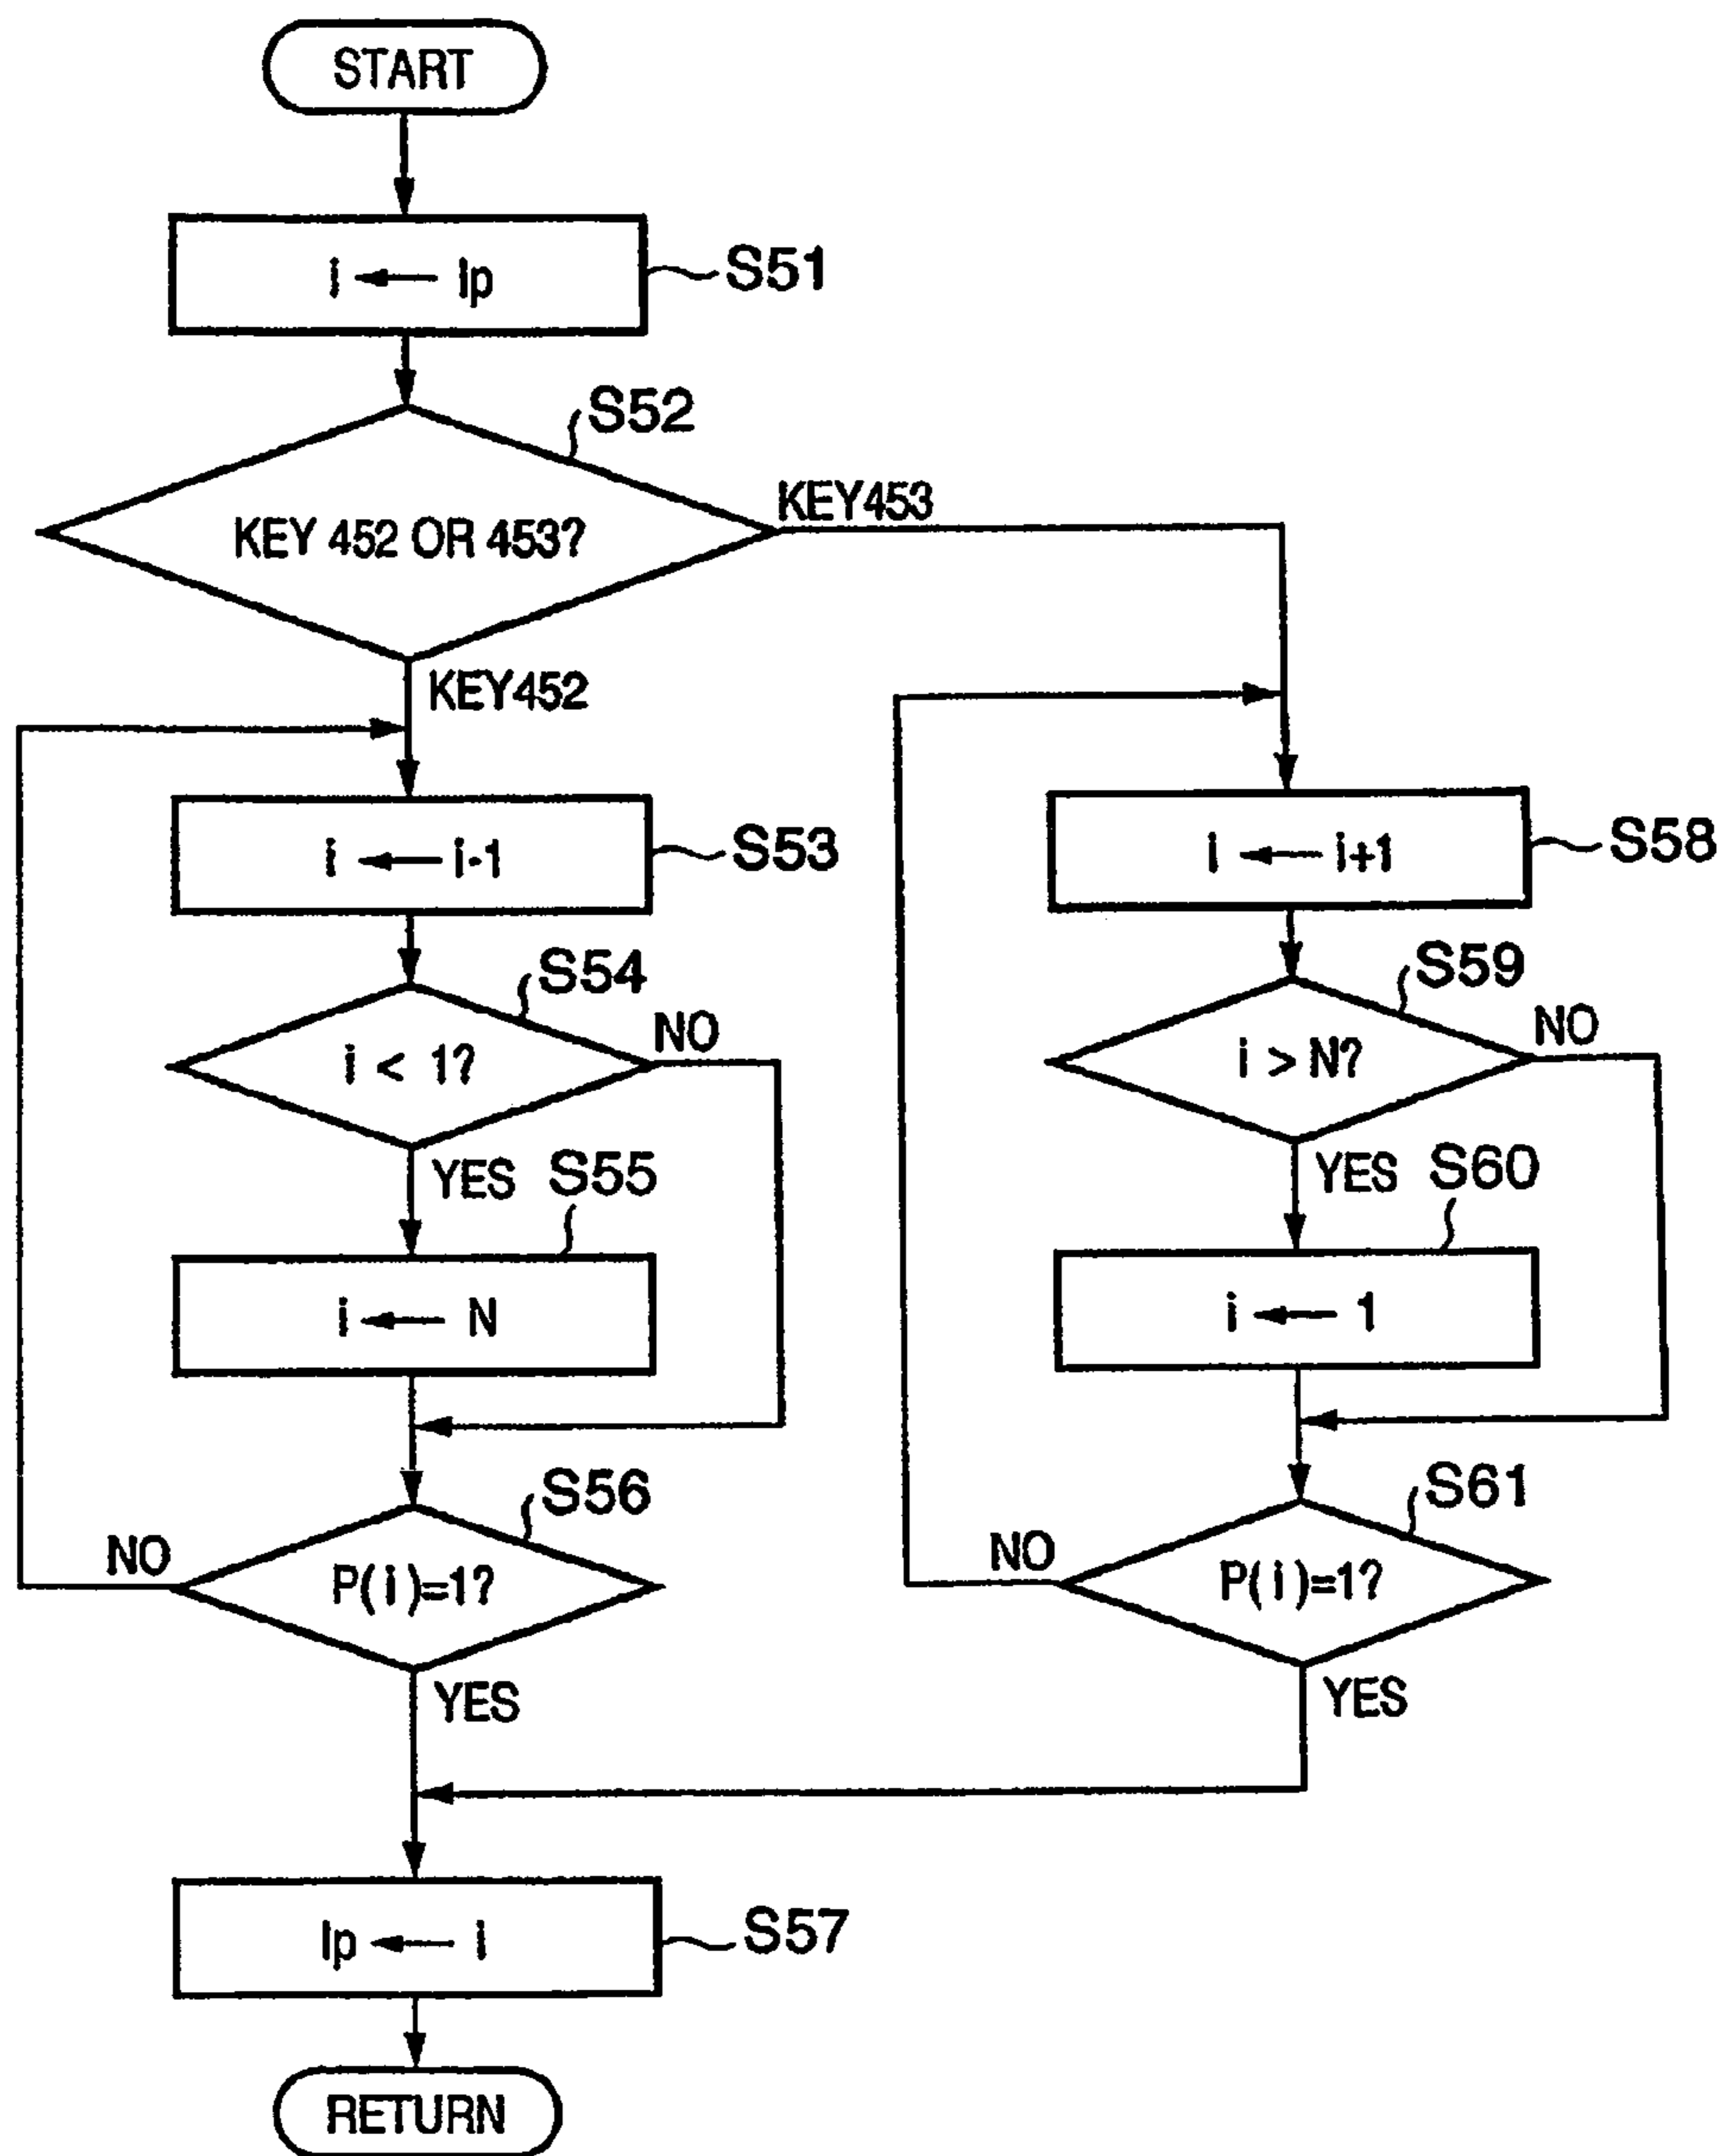 START
i ← Ip
S51
S52
KEY 452 OR 453?
KEY453
KEY452
i ← i-1
S53
i ← i+1
S58
S54
i < 1?
NO
S59
i > N?
NO
YES
S55
YES
S60
i ← N
i ← 1
S56
P(i)=1?
NO
YES
S61
P(i)=1?
NO
YES
Ip ← i
S57
RETURN